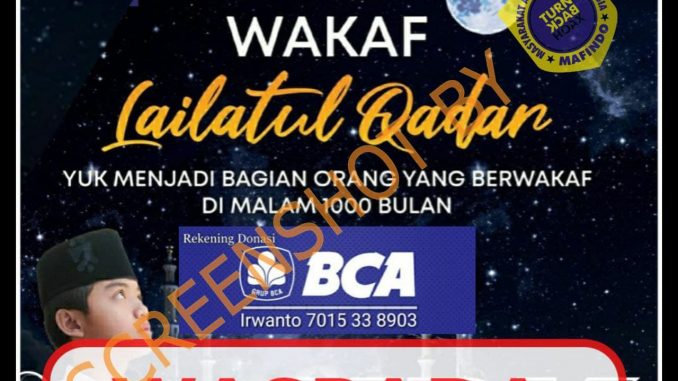 WAKAF
Lailatul Qadar
YUK MENJADI BAGIAN ORANG YANG BERWAKAF
DI MALAM 1000 BULAN
Rekening Donasi
GRUP BCA
BCA
Irwanto 7015 33 8903
SCREENSHOT BY
TURN
BACK
HOAX
MAFINDO